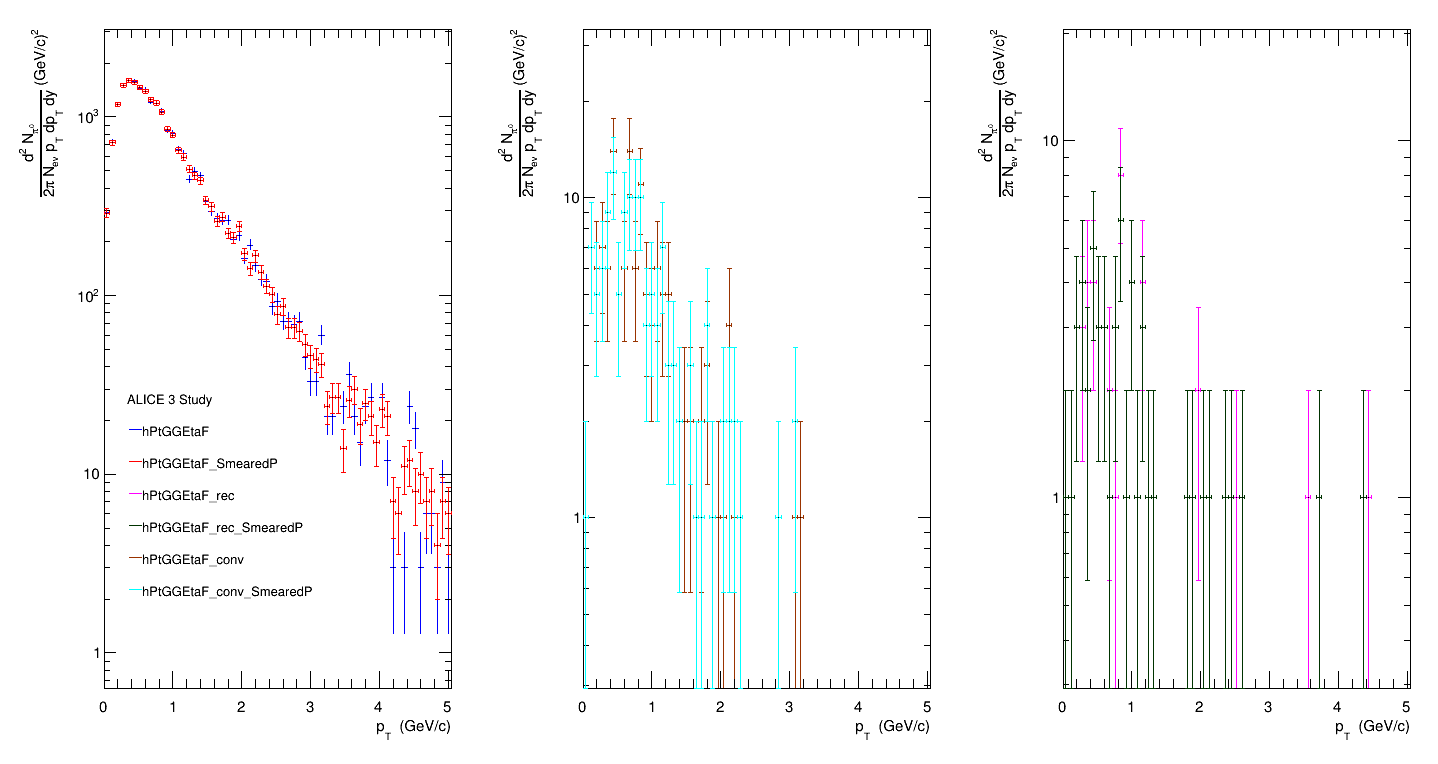 d² N_π⁰
2π N_ev p_T dp_T dy (GeV/c)²
10³
10²
10
1
ALICE 3 Study
hPtGGEtaF
hPtGGEtaF_SmearedP
hPtGGEtaF_rec
hPtGGEtaF_rec_SmearedP
hPtGGEtaF_conv
hPtGGEtaF_conv_SmearedP
0 1 2 3 4 5
p_T (GeV/c)
d² N_π⁰
2π N_ev p_T dp_T dy (GeV/c)²
10
1
0 1 2 3 4 5
p_T (GeV/c)
d² N_π⁰
2π N_ev p_T dp_T dy (GeV/c)²
10
1
0 1 2 3 4 5
p_T (GeV/c)